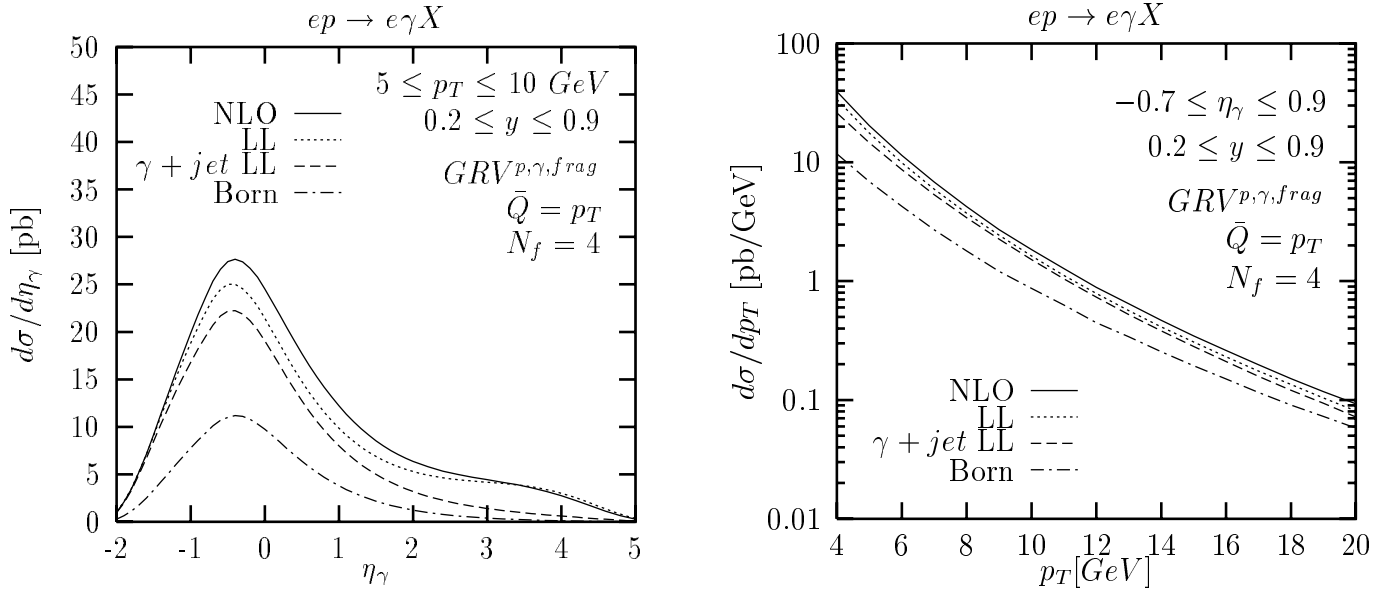 ep → eγX
50
45
40
35
30
25
20
15
10
5
0
dσ/dη_γ [pb]
5 ≤ p_T ≤ 10 GeV
0.2 ≤ y ≤ 0.9
GRV^{p,γ,frag}
Q̄ = p_T
N_f = 4
NLO
LL
γ + jet LL
Born
-2 -1 0 1 2 3 4 5
η_γ
ep → eγX
100
10
1
0.1
0.01
dσ/dp_T [pb/GeV]
−0.7 ≤ η_γ ≤ 0.9
0.2 ≤ y ≤ 0.9
GRV^{p,γ,frag}
Q̄ = p_T
N_f = 4
NLO
LL
γ + jet LL
Born
4 6 8 10 12 14 16 18 20
p_T[GeV]